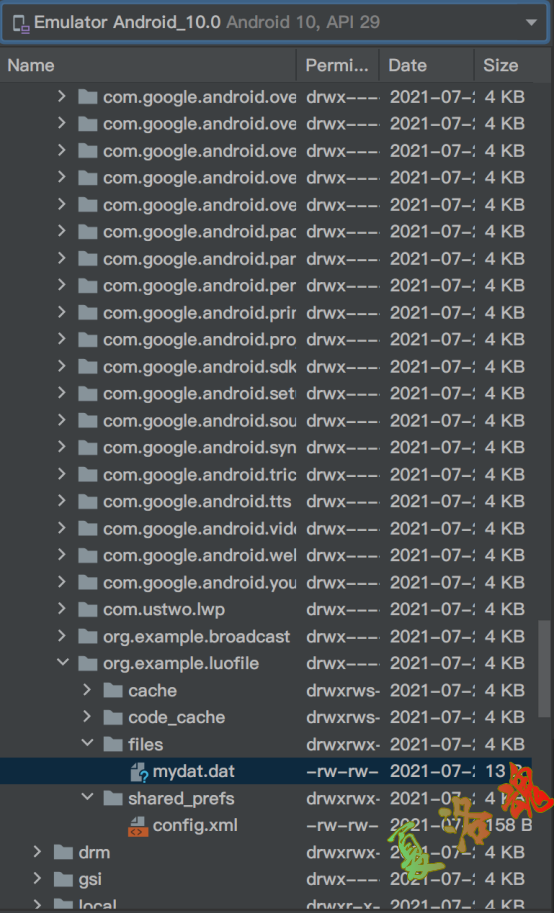 Emulator Android_10.0 Android 10, API 29
Name Permi... Date Size
com.google.android.ove drwx--- 2021-07-2 4 KB
com.google.android.ove drwx--- 2021-07-2 4 KB
com.google.android.ove drwx--- 2021-07-2 4 KB
com.google.android.ove drwx--- 2021-07-2 4 KB
com.google.android.ove drwx--- 2021-07-2 4 KB
com.google.android.pac drwx--- 2021-07-2 4 KB
com.google.android.par drwx--- 2021-07-2 4 KB
com.google.android.per drwx--- 2021-07-2 4 KB
com.google.android.prin drwx--- 2021-07-2 4 KB
com.google.android.pro drwx--- 2021-07-2 4 KB
com.google.android.sdk drwx--- 2021-07-2 4 KB
com.google.android.setu drwx--- 2021-07-2 4 KB
com.google.android.sou drwx--- 2021-07-2 4 KB
com.google.android.syn drwx--- 2021-07-2 4 KB
com.google.android.tric drwx--- 2021-07-2 4 KB
com.google.android.tts drwx--- 2021-07-2 4 KB
com.google.android.vide drwx--- 2021-07-2 4 KB
com.google.android.wel drwx--- 2021-07-2 4 KB
com.google.android.you drwx--- 2021-07-2 4 KB
com.ustwo.lwp drwx--- 2021-07-2 4 KB
org.example.broadcast drwx--- 2021-07-2 4 KB
org.example.luofile drwx--- 2021-07-2 4 KB
cache drwxrws- 2021-07-2 4 KB
code_cache drwxrws- 2021-07-2 4 KB
files drwxrwx- 2021-07-2 4 KB
mydat.dat -rw-rw- 2021-07-2 13 B
shared_prefs drwxrwx- 2021-07-2 4 KB
config.xml -rw-rw- 2021-07 158 B
drm drwxrwx- 2021-07-2 4 KB
gsi drwx--- 2021-07-2 4 KB
local drwxr-x- 2021-07-2 4 KB